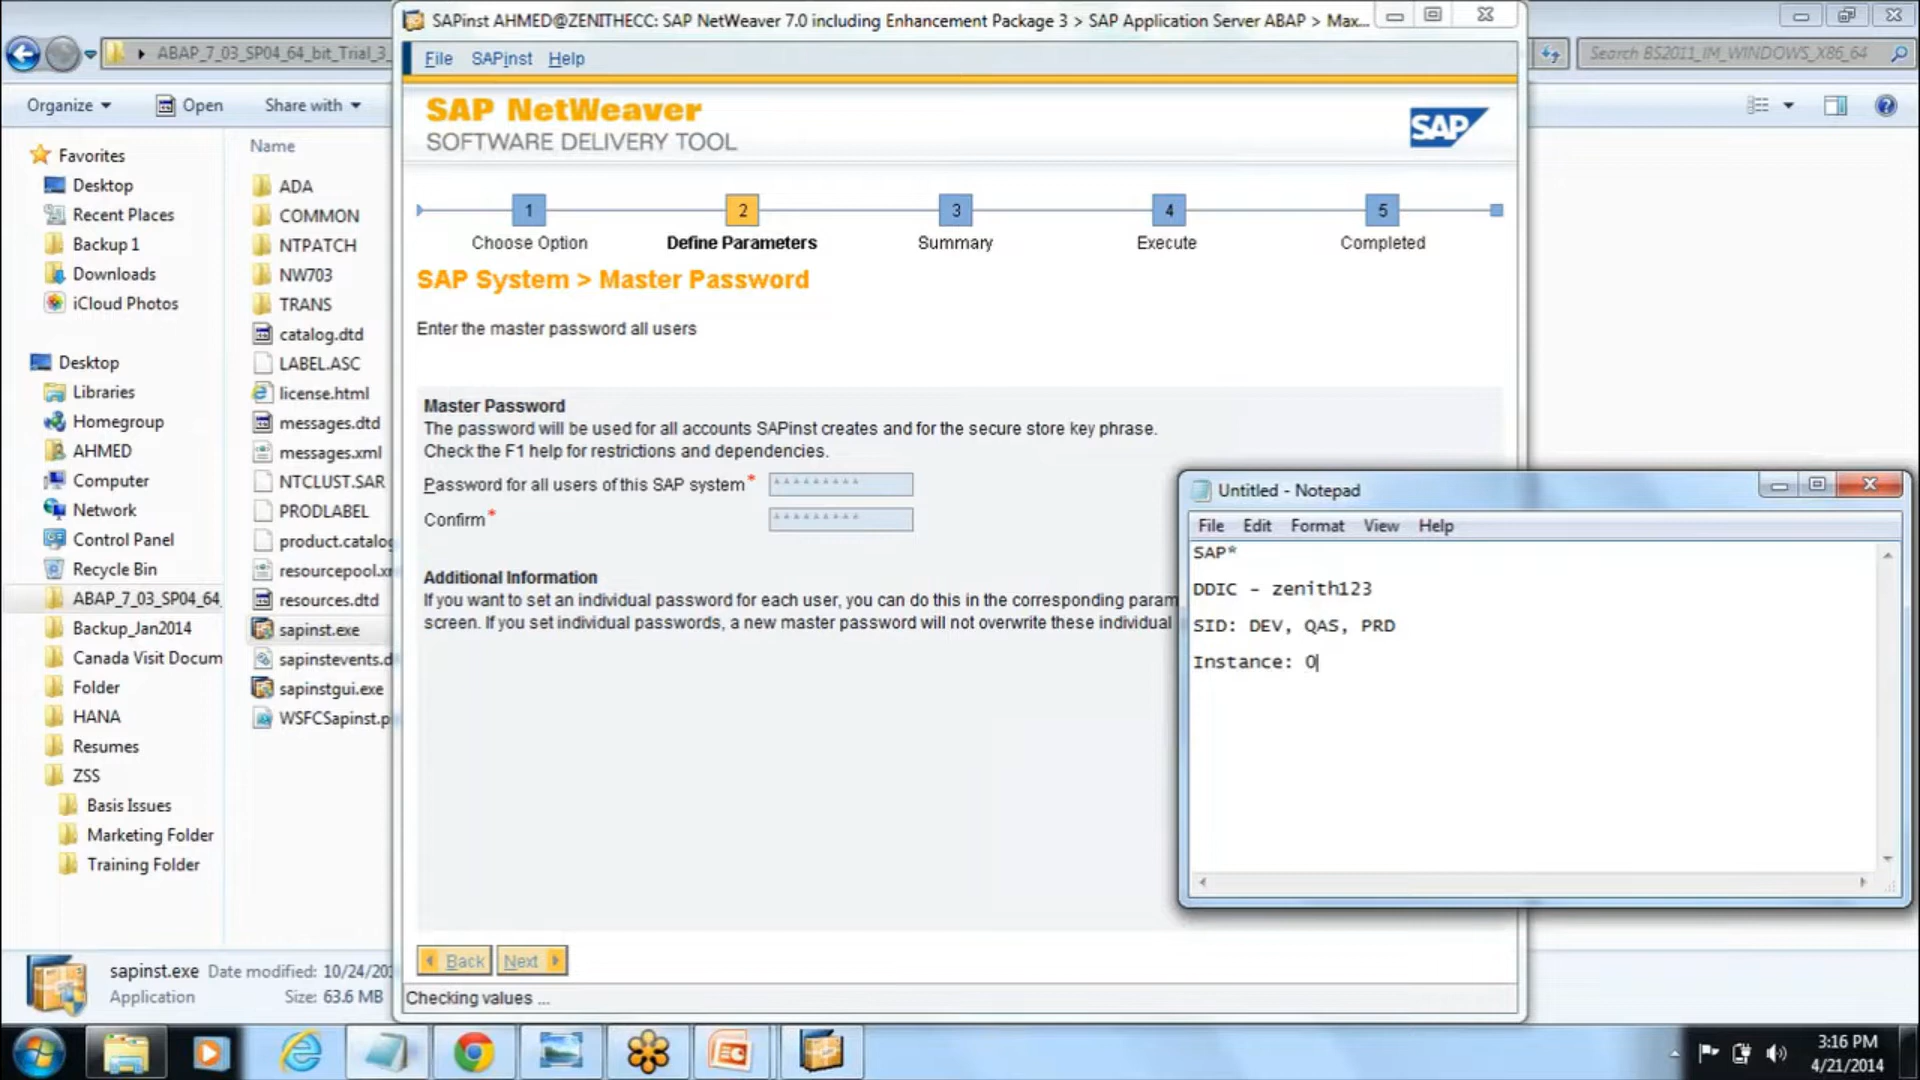 SAPinst AHMED@ZENITHECC: SAP NetWeaver 7.0 including Enhancement Package 3 > SAP Application Server ABAP > Max...
ABAP_7_03_SP04_64_bit_Trial_3_
Search BS2011_IM_WINDOWS_X86_64
File SAPinst Help
Organize Open Share with
SAP NetWeaver
SOFTWARE DELIVERY TOOL
SAP
1 2 3 4 5
Choose Option Define Parameters Summary Execute Completed
SAP System > Master Password
Enter the master password all users
Master Password
The password will be used for all accounts SAPinst creates and for the secure store key phrase.
Check the F1 help for restrictions and dependencies.
Password for all users of this SAP system* *********
Confirm* *********
Additional Information
If you want to set an individual password for each user, you can do this in the corresponding param
screen. If you set individual passwords, a new master password will not overwrite these individual
Back Next
Checking values ...
Favorites
Desktop
Recent Places
Backup 1
Downloads
iCloud Photos
Desktop
Libraries
Homegroup
AHMED
Computer
Network
Control Panel
Recycle Bin
ABAP_7_03_SP04_64_
Backup_Jan2014
Canada Visit Docum
Folder
HANA
Resumes
ZSS
Basis Issues
Marketing Folder
Training Folder
Name
ADA
COMMON
NTPATCH
NW703
TRANS
catalog.dtd
LABEL.ASC
license.html
messages.dtd
messages.xml
NTCLUST.SAR
PRODLABEL
product.catalog
resourcepool.xm
resources.dtd
sapinst.exe
sapinstevents.d
sapinstgui.exe
WSFCSapinst.p
Untitled - Notepad
File Edit Format View Help
SAP*
DDIC - zenith123
SID: DEV, QAS, PRD
Instance: 0
sapinst.exe Date modified: 10/24/201
Application Size: 63.6 MB
3:16 PM
4/21/2014